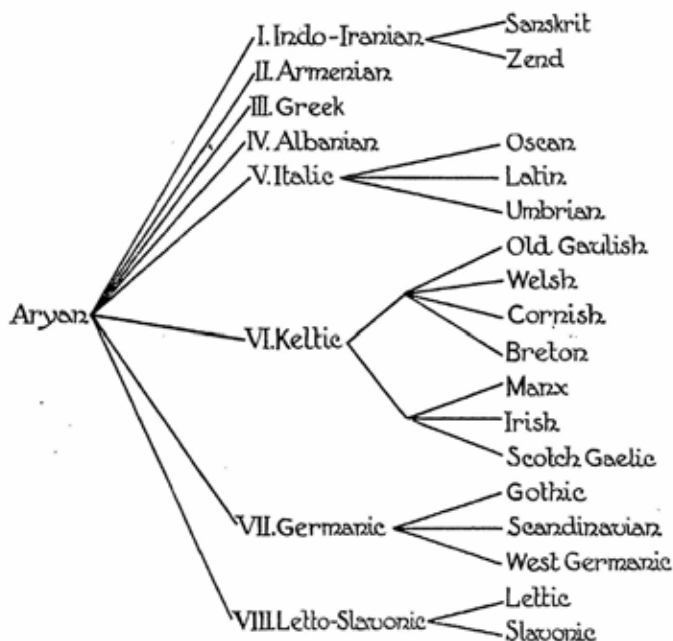 Aryan
I. Indo-Iranian
Sanskrit
Zend
II. Armenian
III. Greek
IV. Albanian
V. Italic
Oscan
Latin
Umbrian
VI. Keltic
Old Gaulish
Welsh
Cornish
Breton
Manx
Irish
Scotch Gaelic
VII. Germanic
Gothic
Scandinavian
West Germanic
VIII. Letto-Slavonic
Lettic
Slavonic